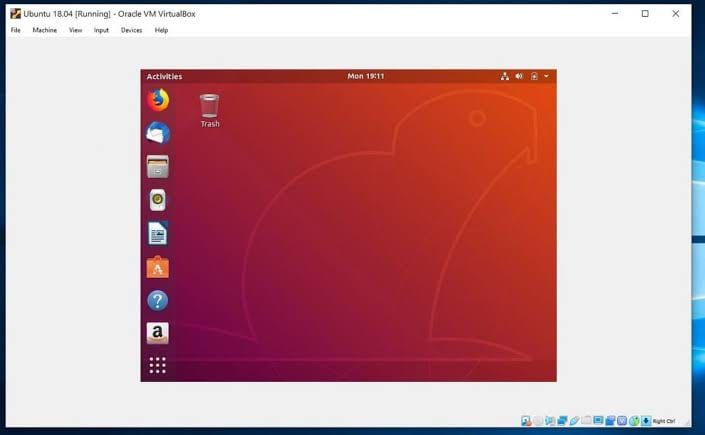 Ubuntu 18.04 [Running] - Oracle VM VirtualBox
File Machine View Input Devices Help
Activities Mon 19:11
Trash
Right Ctrl